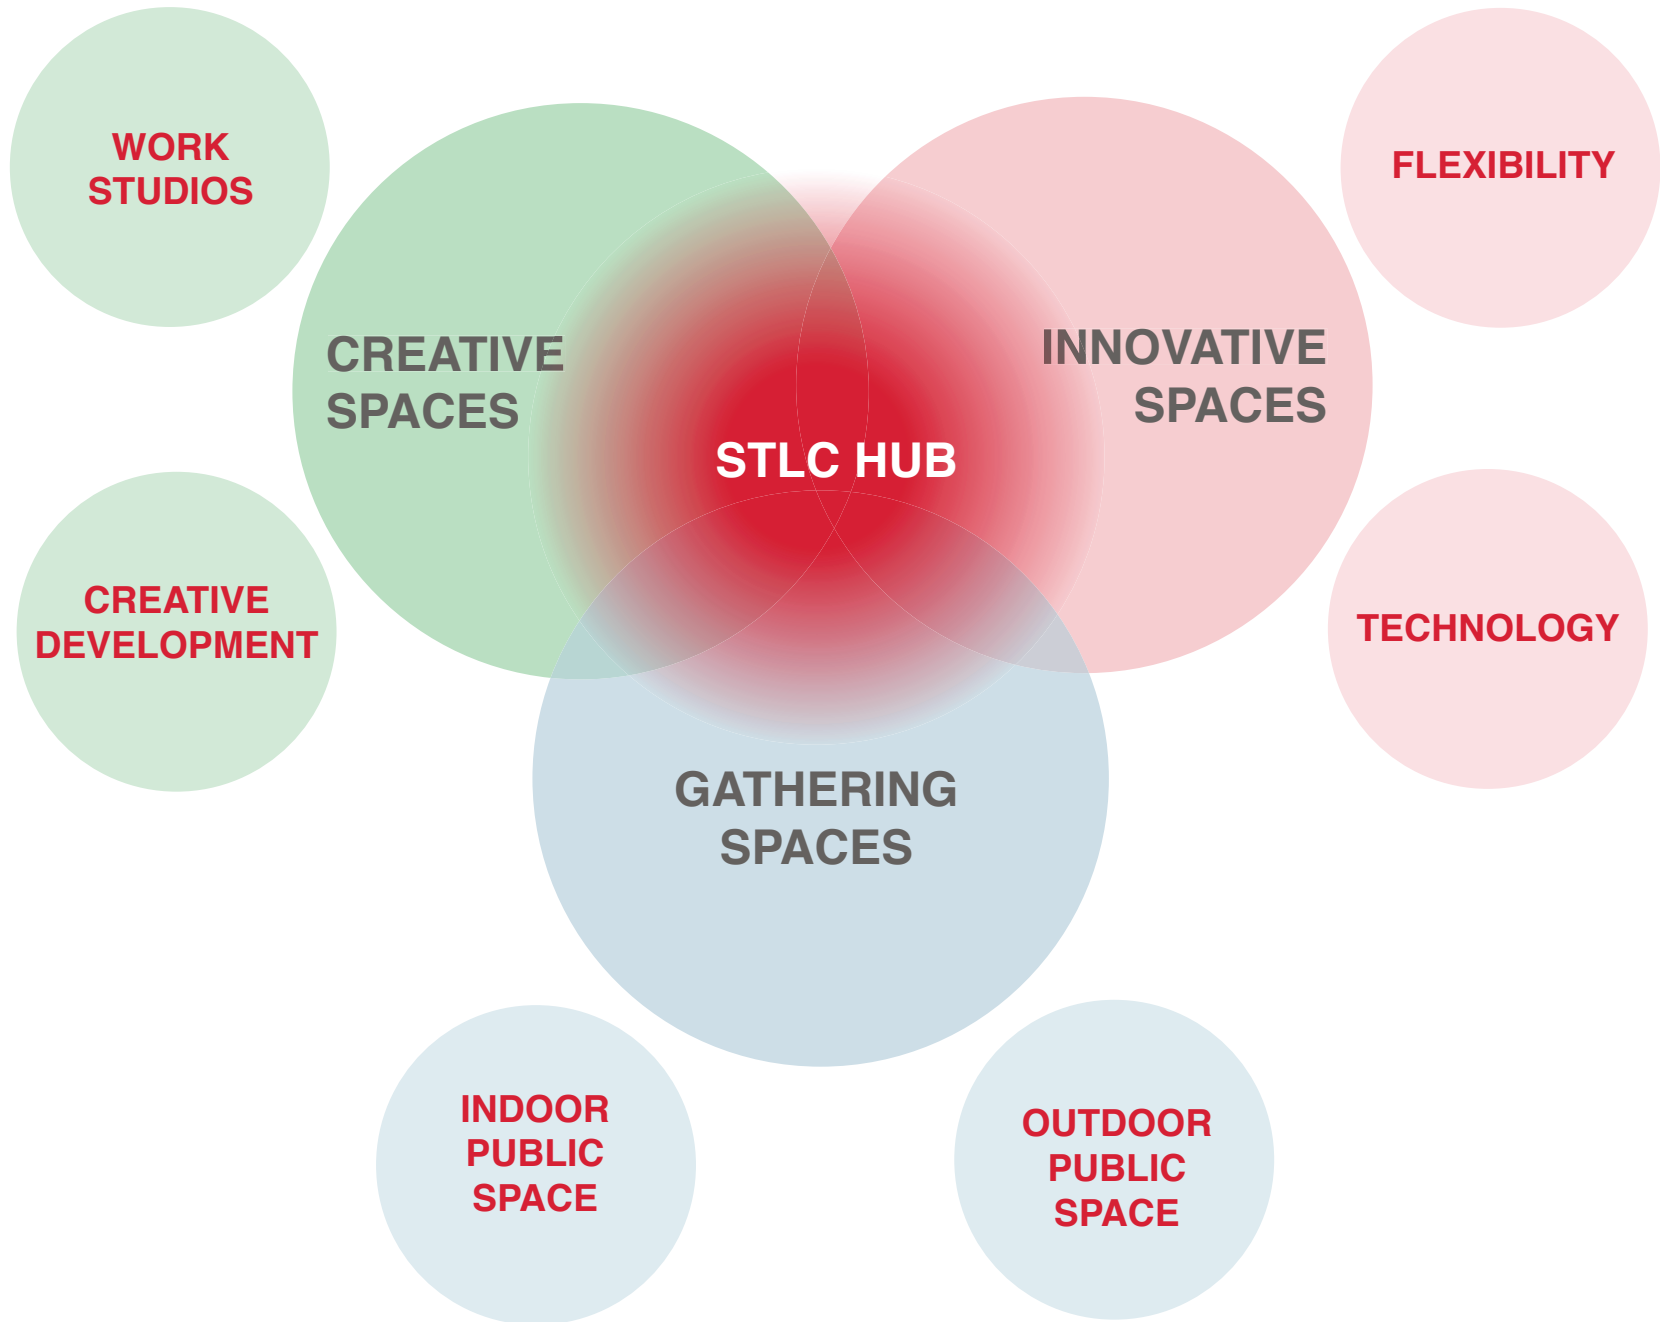 WORK
STUDIOS
FLEXIBILITY
CREATIVE
SPACES
INNOVATIVE
SPACES
STLC HUB
CREATIVE
DEVELOPMENT
TECHNOLOGY
GATHERING
SPACES
INDOOR
PUBLIC
SPACE
OUTDOOR
PUBLIC
SPACE